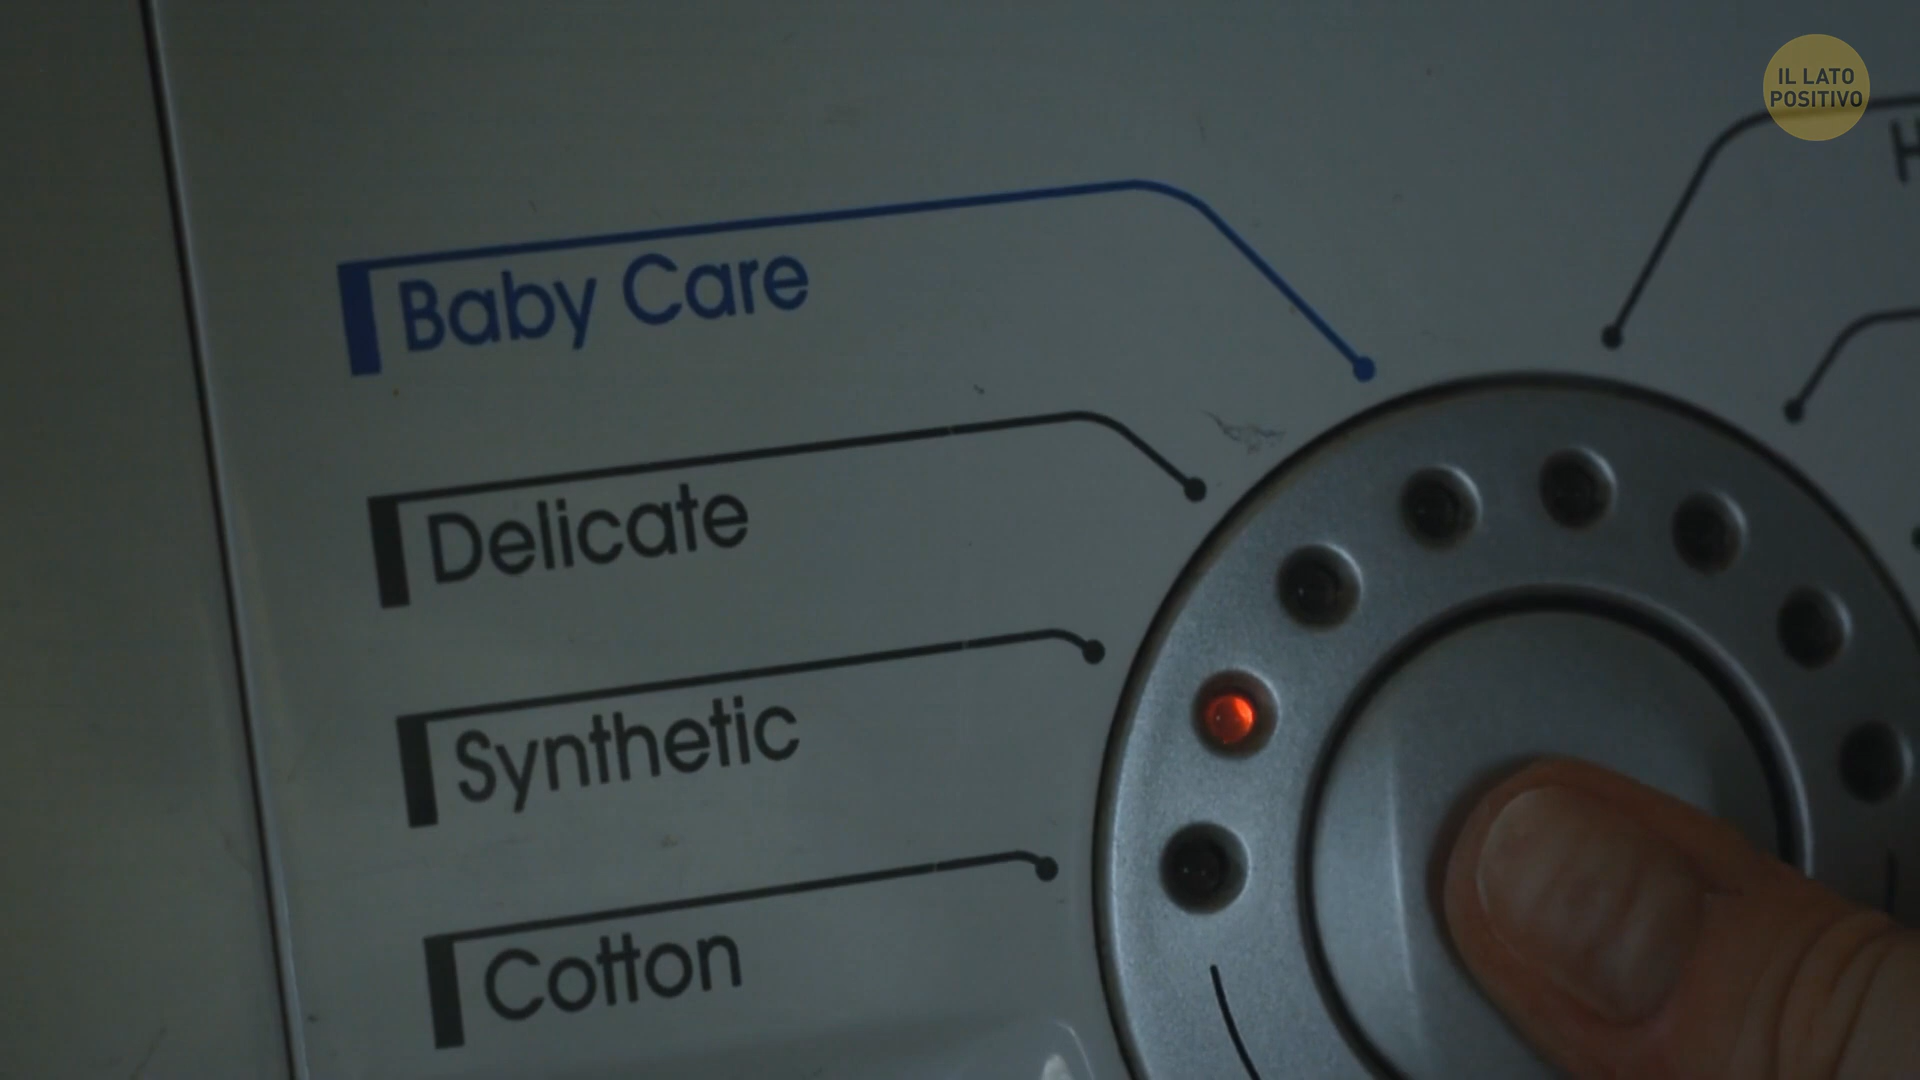 IL LATO
POSITIVO
Baby Care
Delicate
Synthetic
Cotton